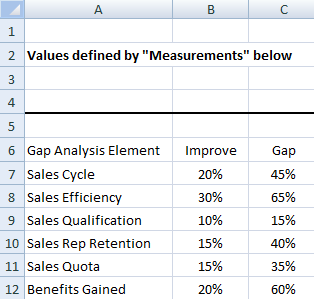 A B C
1
2 Values defined by "Measurements" below
3
4
5
6 Gap Analysis Element Improve Gap
7 Sales Cycle 20% 45%
8 Sales Efficiency 30% 65%
9 Sales Qualification 10% 15%
10 Sales Rep Retention 15% 40%
11 Sales Quota 15% 35%
12 Benefits Gained 20% 60%